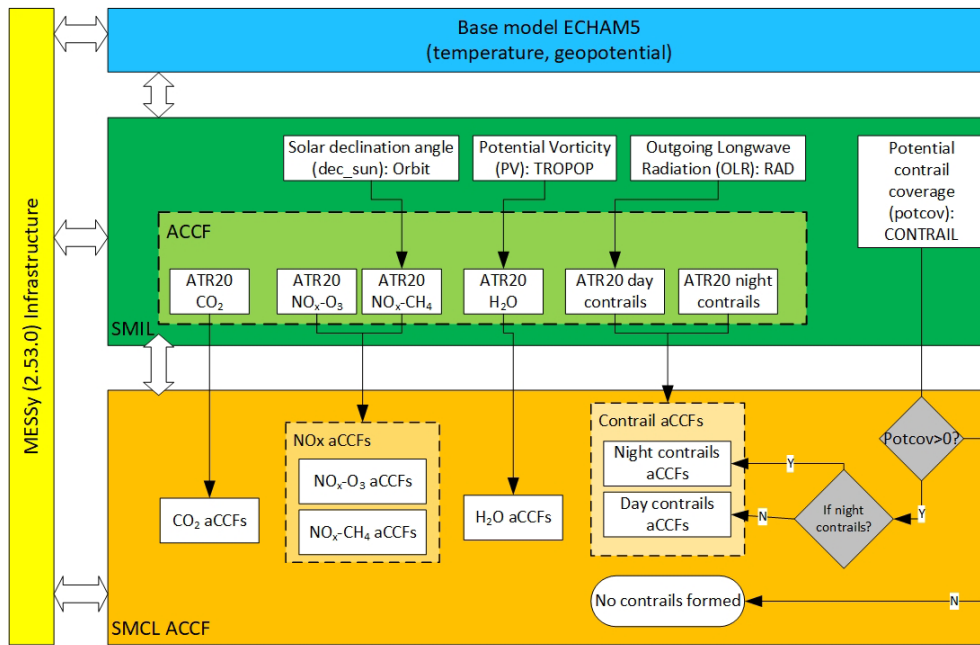 MESSy (2.53.0) Infrastructure
Base model ECHAM5
(temperature, geopotential)
Solar declination angle
(dec_sun): Orbit
Potential Vorticity
(PV): TROPOP
Outgoing Longwave
Radiation (OLR): RAD
Potential
contrail
coverage
(potcov):
CONTRAIL
ACCF
ATR20
CO₂
ATR20
NOₓ-O₃
ATR20
NOₓ-CH₄
ATR20
H₂O
ATR20 day
contrails
ATR20 night
contrails
SMIL
NOx aCCFs
NOₓ-O₃ aCCFs
NOₓ-CH₄ aCCFs
CO₂ aCCFs
H₂O aCCFs
Contrail aCCFs
Night contrails
aCCFs
Day contrails
aCCFs
Potcov>0?
Y
If night
contrails?
Y
N
No contrails formed
N
SMCL ACCF